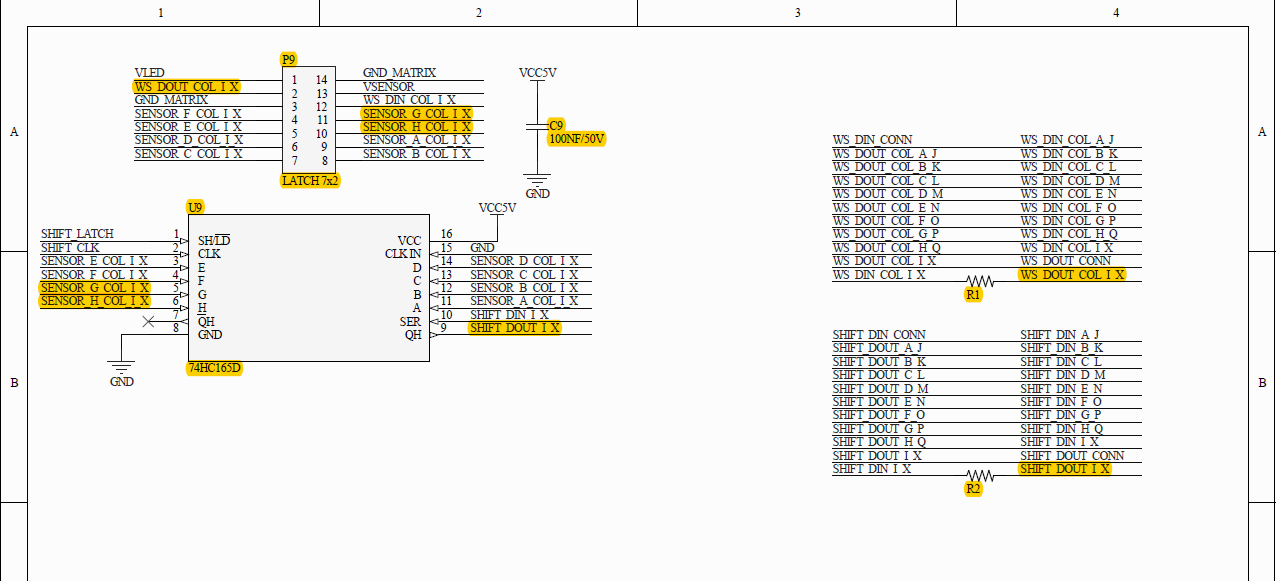 1 2 3 4
A A
B B
P9
VLED 1 14 GND_MATRIX
WS_DOUT_COL_I_X 2 13 VSENSOR
GND_MATRIX 3 12 WS_DIN_COL_I_X
SENSOR_F_COL_I_X 4 11 SENSOR_G_COL_I_X
SENSOR_E_COL_I_X 5 10 SENSOR_H_COL_I_X
SENSOR_D_COL_I_X 6 9 SENSOR_A_COL_I_X
SENSOR_C_COL_I_X 7 8 SENSOR_B_COL_I_X
LATCH 7x2
VCC5V
C9
100NF/50V
GND
U9
VCC5V
SHIFT_LATCH 1 SH/LD VCC 16
SHIFT_CLK 2 CLK CLK IN 15 GND
SENSOR_E_COL_I_X 3 E D 14 SENSOR_D_COL_I_X
SENSOR_F_COL_I_X 4 F C 13 SENSOR_C_COL_I_X
SENSOR_G_COL_I_X 5 G B 12 SENSOR_B_COL_I_X
SENSOR_H_COL_I_X 6 H A 11 SENSOR_A_COL_I_X
7 QH SER 10 SHIFT_DIN_I_X
8 GND QH 9 SHIFT_DOUT_I_X
74HC165D
GND
WS_DIN_CONN WS_DIN_COL_A_J
WS_DOUT_COL_A_J WS_DIN_COL_B_K
WS_DOUT_COL_B_K WS_DIN_COL_C_L
WS_DOUT_COL_C_L WS_DIN_COL_D_M
WS_DOUT_COL_D_M WS_DIN_COL_E_N
WS_DOUT_COL_E_N WS_DIN_COL_F_O
WS_DOUT_COL_F_O WS_DIN_COL_G_P
WS_DOUT_COL_G_P WS_DIN_COL_H_Q
WS_DOUT_COL_H_Q WS_DIN_COL_I_X
WS_DOUT_COL_I_X WS_DOUT_CONN
WS_DIN_COL_I_X WS_DOUT_COL_I_X
R1
SHIFT_DIN_CONN SHIFT_DIN_A_J
SHIFT_DOUT_A_J SHIFT_DIN_B_K
SHIFT_DOUT_B_K SHIFT_DIN_C_L
SHIFT_DOUT_C_L SHIFT_DIN_D_M
SHIFT_DOUT_D_M SHIFT_DIN_E_N
SHIFT_DOUT_E_N SHIFT_DIN_F_O
SHIFT_DOUT_F_O SHIFT_DIN_G_P
SHIFT_DOUT_G_P SHIFT_DIN_H_Q
SHIFT_DOUT_H_Q SHIFT_DIN_I_X
SHIFT_DOUT_I_X SHIFT_DOUT_CONN
SHIFT_DIN_I_X SHIFT_DOUT_I_X
R2